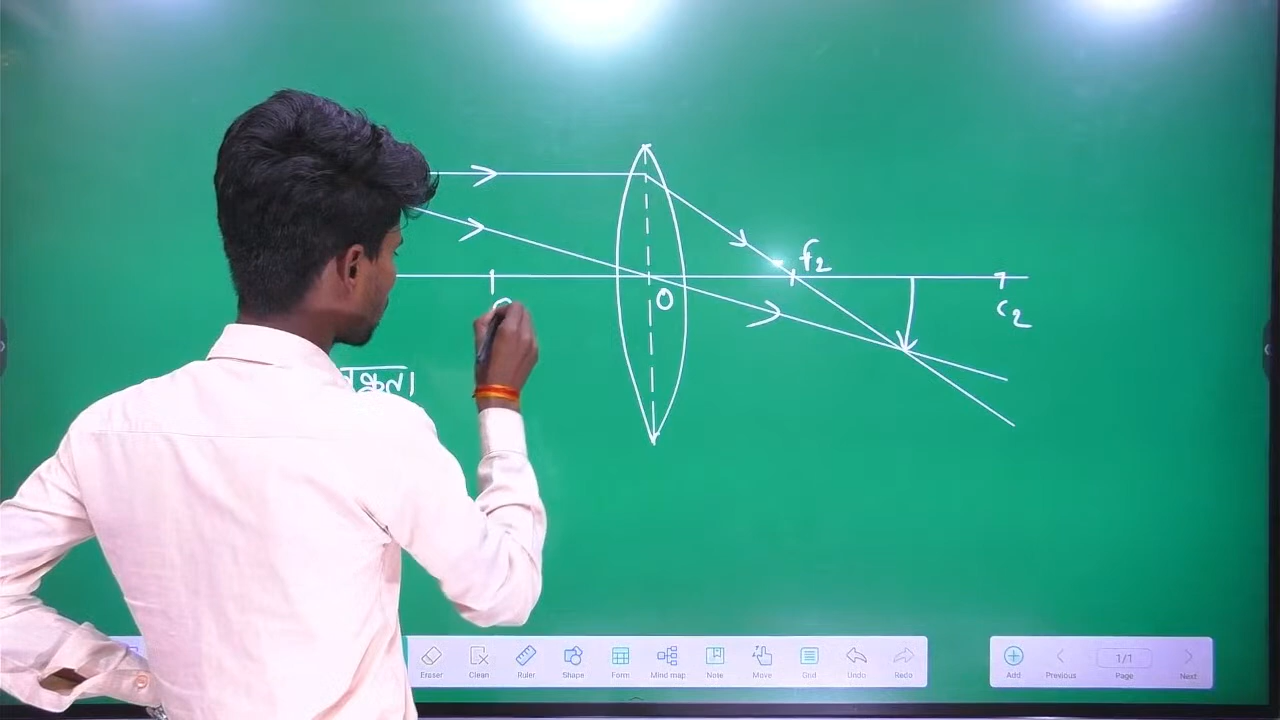 f₂
O
c₂
Eraser
Clean
Ruler
Shape
Form
Mind map
Note
Move
Grid
Undo
Redo
Add
Previous
1/1
Page
Next